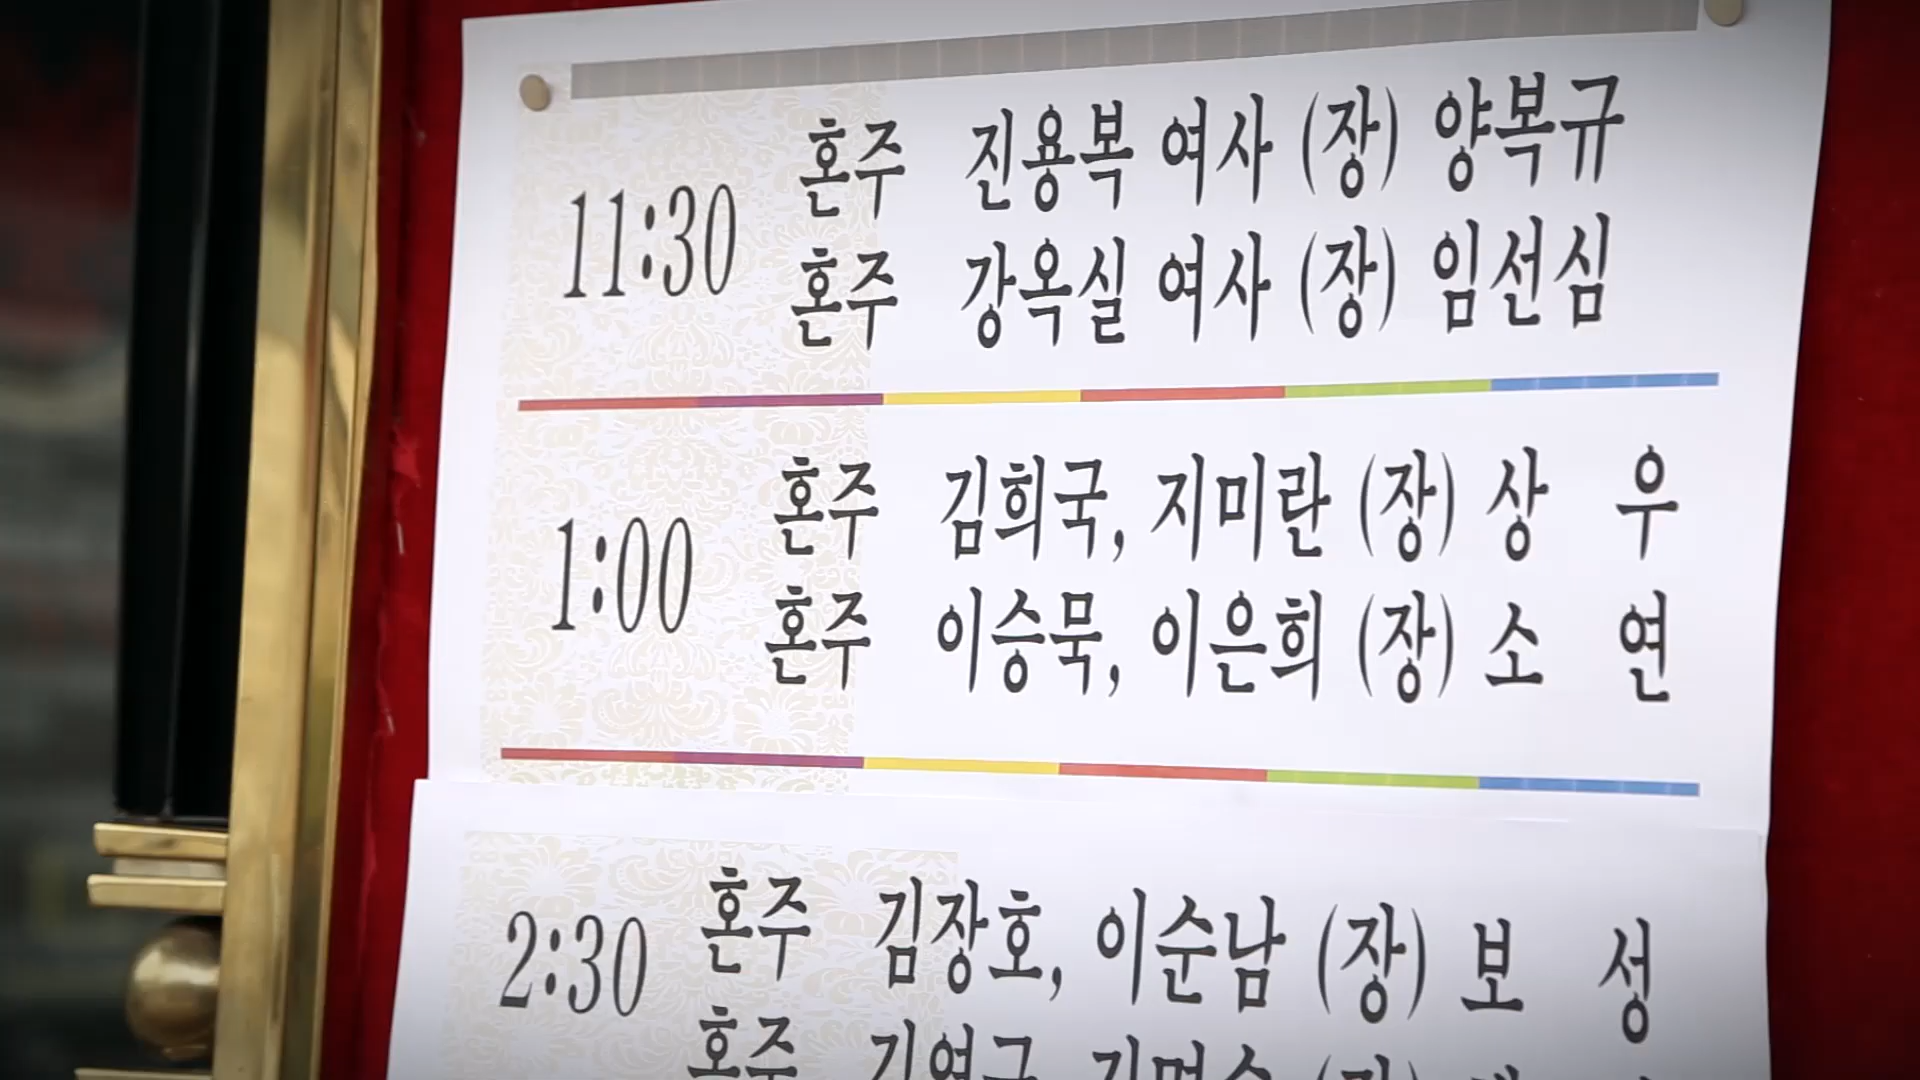 11:30
혼주 진용복 여사 (장) 양복규
혼주 강옥실 여사 (장) 임선심
1:00
혼주 김희국, 지미란 (장) 상 우
혼주 이승묵, 이은희 (장) 소 연
2:30
혼주 김장호, 이순남 (장) 보 성
혼주